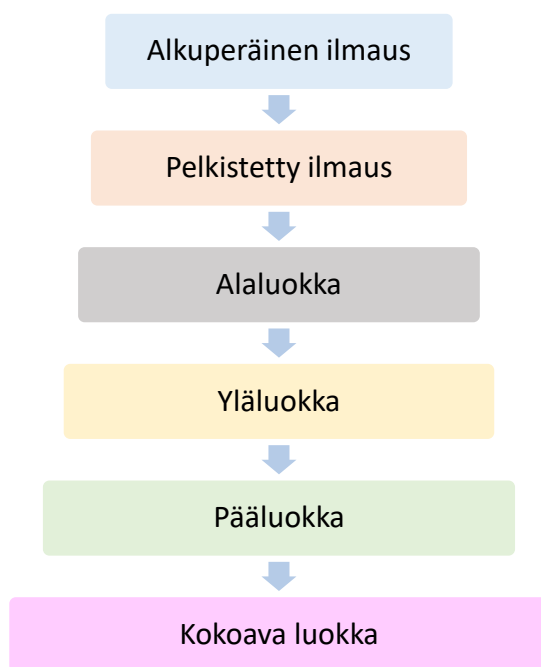 Alkuperäinen ilmaus
Pelkistetty ilmaus
Alaluokka
Yläluokka
Pääluokka
Kokoava luokka